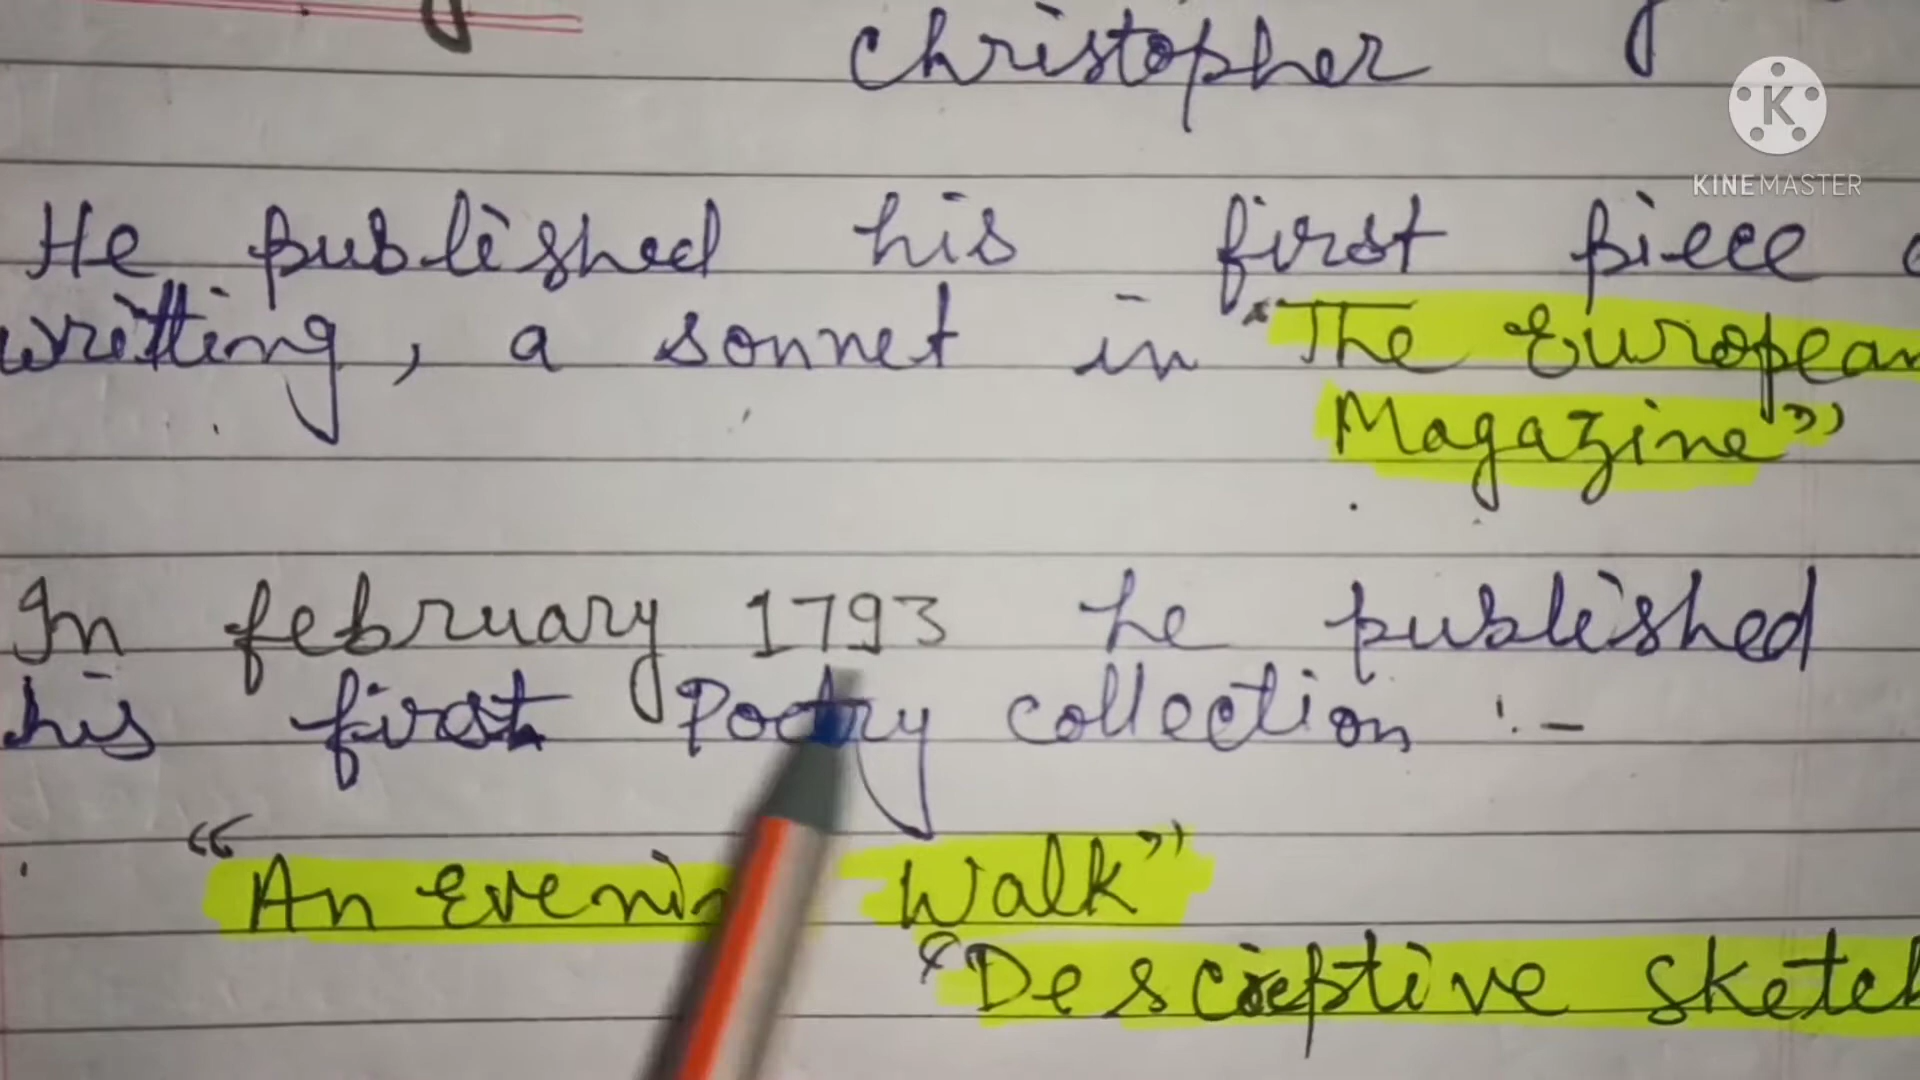 Christopher
KINEMASTER
He published his first piece
writting, a sonnet in "The European
Magazine"
In february 1793 he published
his first Poetry collection :-
"An Evening Walk"
"Descriptive sketch